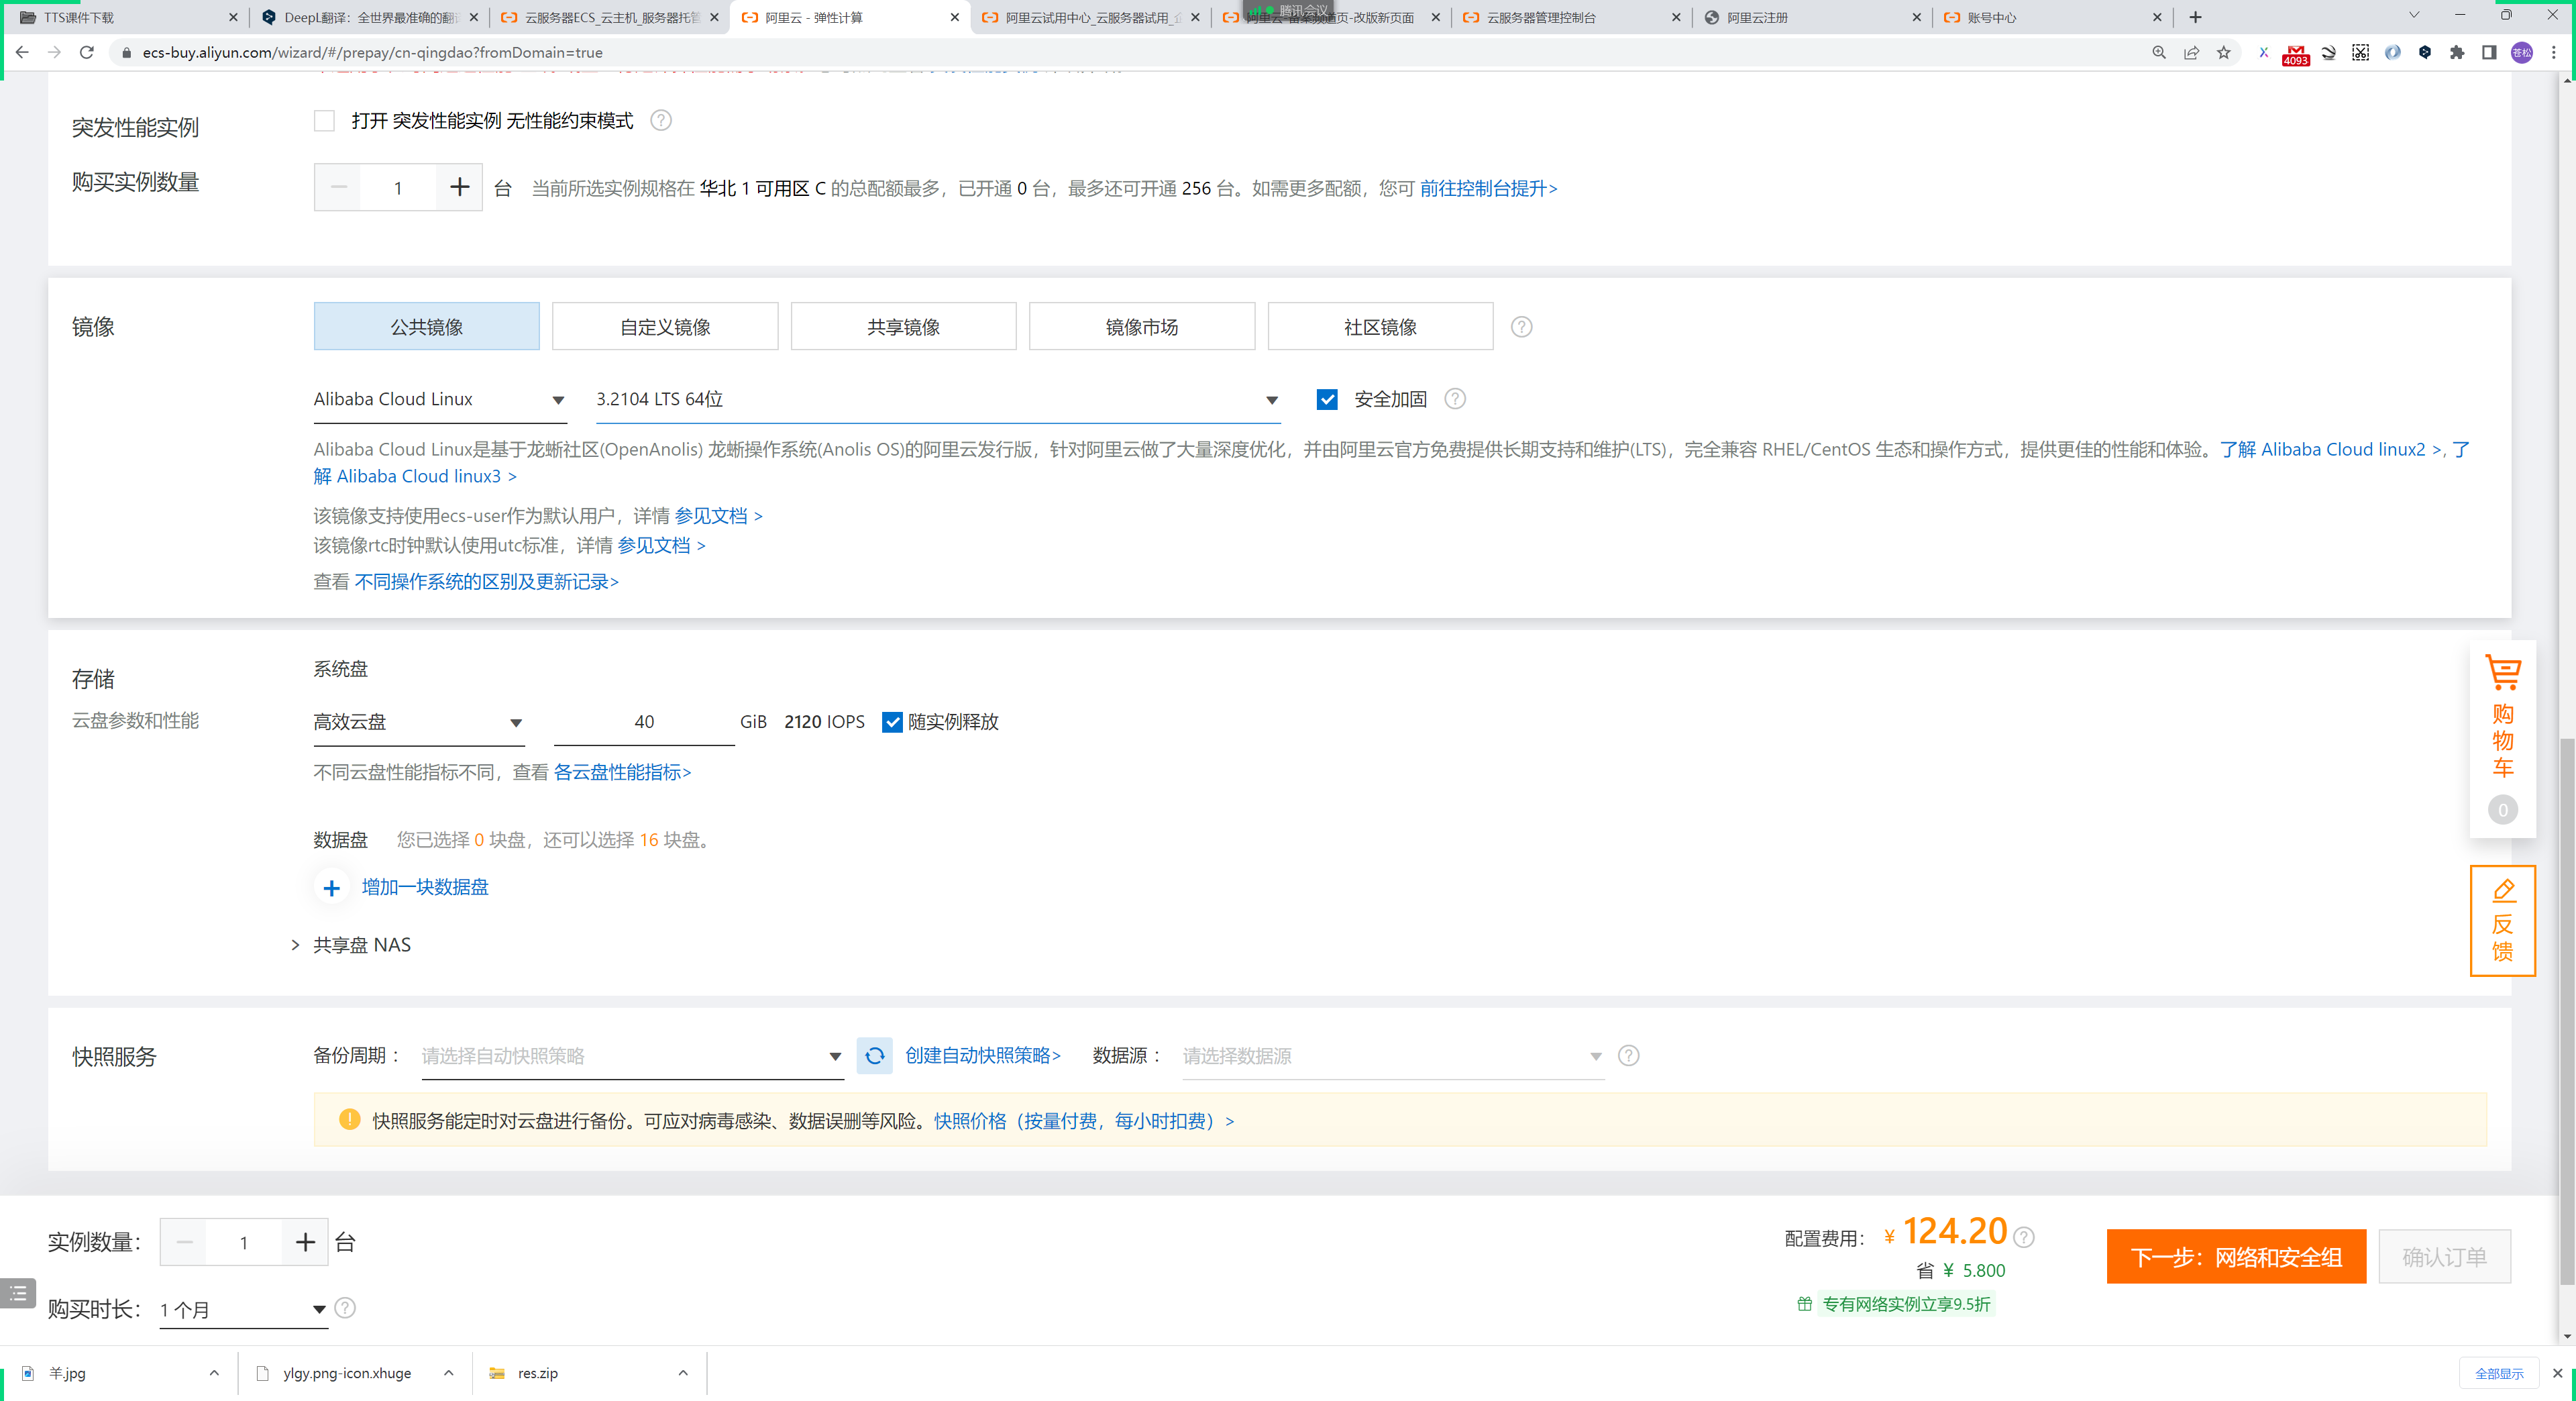 TTS课件下载
DeepL翻译：全世界最准确的翻译
云服务器ECS_云主机_服务器托管
阿里云 - 弹性计算
阿里云试用中心_云服务器试用_企
腾讯会议
阿里云-备案频道页-改版新页面
云服务器管理控制台
阿里云注册
账号中心
ecs-buy.aliyun.com/wizard/#/prepay/cn-qingdao?fromDomain=true
4093
苍松
突发性能实例
打开 突发性能实例 无性能约束模式
购买实例数量
1
台
当前所选实例规格在 华北 1 可用区 C 的总配额最多，已开通 0 台，最多还可开通 256 台。如需更多配额，您可 前往控制台提升>
镜像
公共镜像
自定义镜像
共享镜像
镜像市场
社区镜像
Alibaba Cloud Linux
3.2104 LTS 64位
安全加固
Alibaba Cloud Linux是基于龙蜥社区(OpenAnolis) 龙蜥操作系统(Anolis OS)的阿里云发行版，针对阿里云做了大量深度优化，并由阿里云官方免费提供长期支持和维护(LTS)，完全兼容 RHEL/CentOS 生态和操作方式，提供更佳的性能和体验。了解 Alibaba Cloud linux2 >, 了
解 Alibaba Cloud linux3 >
该镜像支持使用ecs-user作为默认用户，详情 参见文档 >
该镜像rtc时钟默认使用utc标准，详情 参见文档 >
查看 不同操作系统的区别及更新记录>
存储
系统盘
云盘参数和性能
高效云盘
40
GiB
2120 IOPS
随实例释放
不同云盘性能指标不同，查看 各云盘性能指标>
数据盘
您已选择 0 块盘，还可以选择 16 块盘。
增加一块数据盘
共享盘 NAS
购物车
0
反馈
快照服务
备份周期：
请选择自动快照策略
创建自动快照策略>
数据源：
请选择数据源
快照服务能定时对云盘进行备份。可应对病毒感染、数据误删等风险。快照价格（按量付费，每小时扣费）>
实例数量：
1
台
配置费用：
¥ 124.20
省 ¥ 5.800
专有网络实例立享9.5折
下一步：网络和安全组
确认订单
购买时长：
1 个月
羊.jpg
ylgy.png-icon.xhuge
res.zip
全部显示